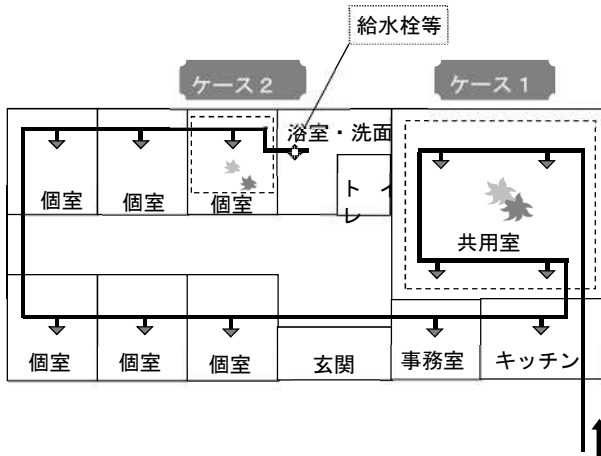 給水栓等
ケース２
ケース１
浴室・洗面
トイレ
個室
個室
個室
共用室
個室
個室
個室
玄関
事務室
キッチン